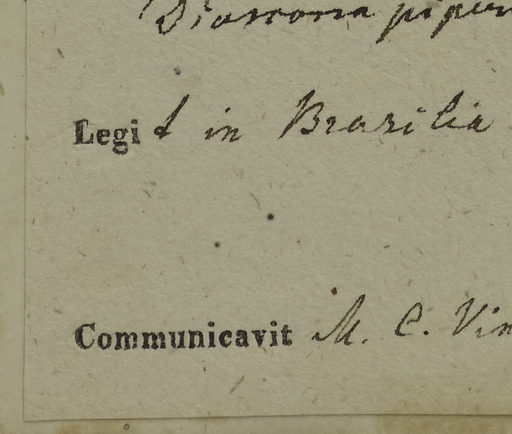 Legit in Brasilia
Communicavit M. C. Vin